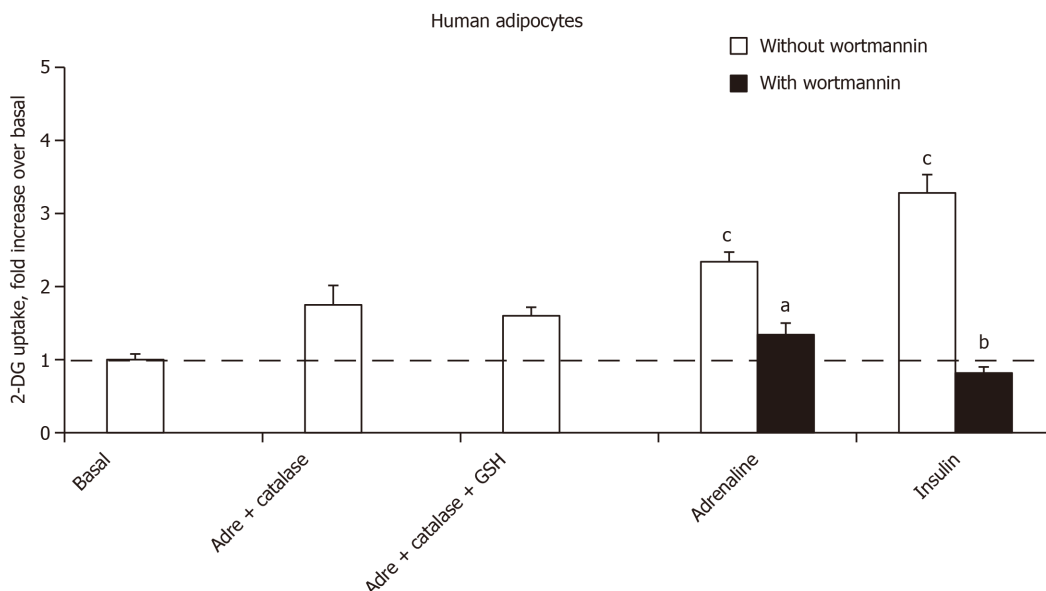 Human adipocytes
Without wortmannin
With wortmannin
2-DG uptake, fold increase over basal
5
4
3
2
1
0
c
a
c
b
Basal
Adre + catalase
Adre + catalase + GSH
Adrenaline
Insulin